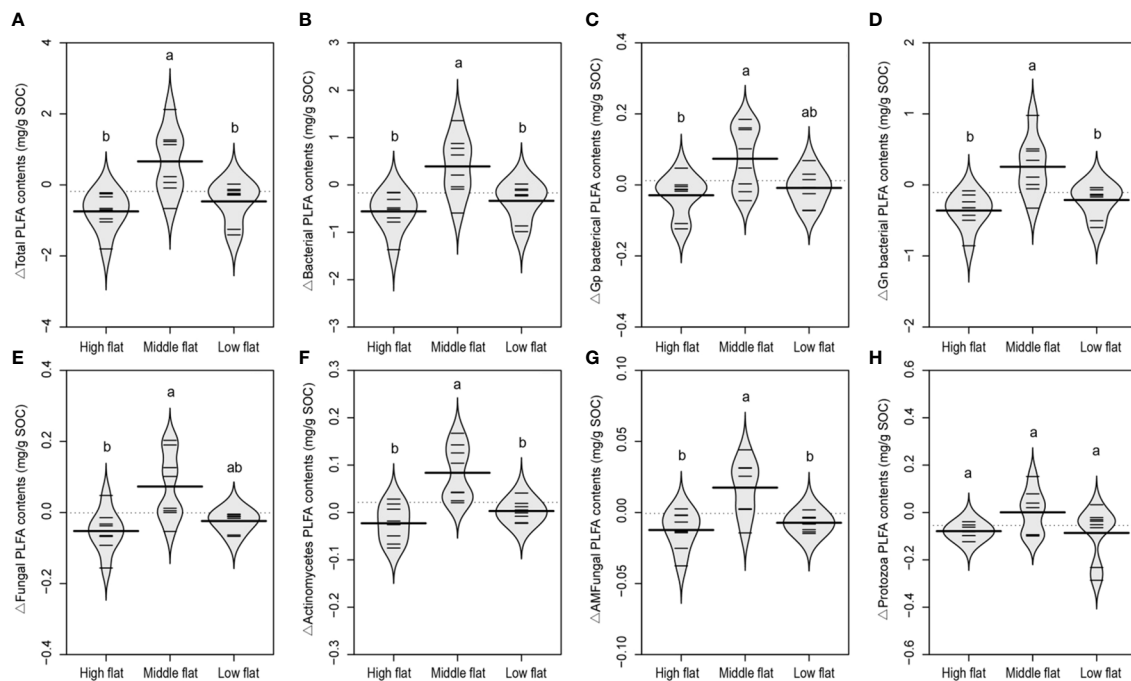 A
B
C
D
△Total PLFA contents (mg/g SOC)
4
2
0
−2
−4
b
a
b
High flat
Middle flat
Low flat
△Bacterial PLFA contents (mg/g SOC)
3
2
1
0
−1
−2
−3
b
a
b
High flat
Middle flat
Low flat
△Gp bacterical PLFA contents (mg/g SOC)
0.4
0.2
0.0
−0.2
−0.4
b
a
ab
High flat
Middle flat
Low flat
△Gn bacterial PLFA contents (mg/g SOC)
2
1
0
−1
−2
b
a
b
High flat
Middle flat
Low flat
E
F
G
H
△Fungal PLFA contents (mg/g SOC)
0.4
0.2
0.0
−0.2
−0.4
b
a
ab
High flat
Middle flat
Low flat
△Actinomycetes PLFA contents (mg/g SOC)
0.3
0.2
0.1
0.0
−0.1
−0.2
−0.3
b
a
b
High flat
Middle flat
Low flat
△AMFungal PLFA contents (mg/g SOC)
0.10
0.05
0.00
−0.05
−0.10
b
a
b
High flat
Middle flat
Low flat
△Protozoa PLFA contents (mg/g SOC)
0.6
0.4
0.2
0.0
−0.2
−0.4
−0.6
a
a
a
High flat
Middle flat
Low flat